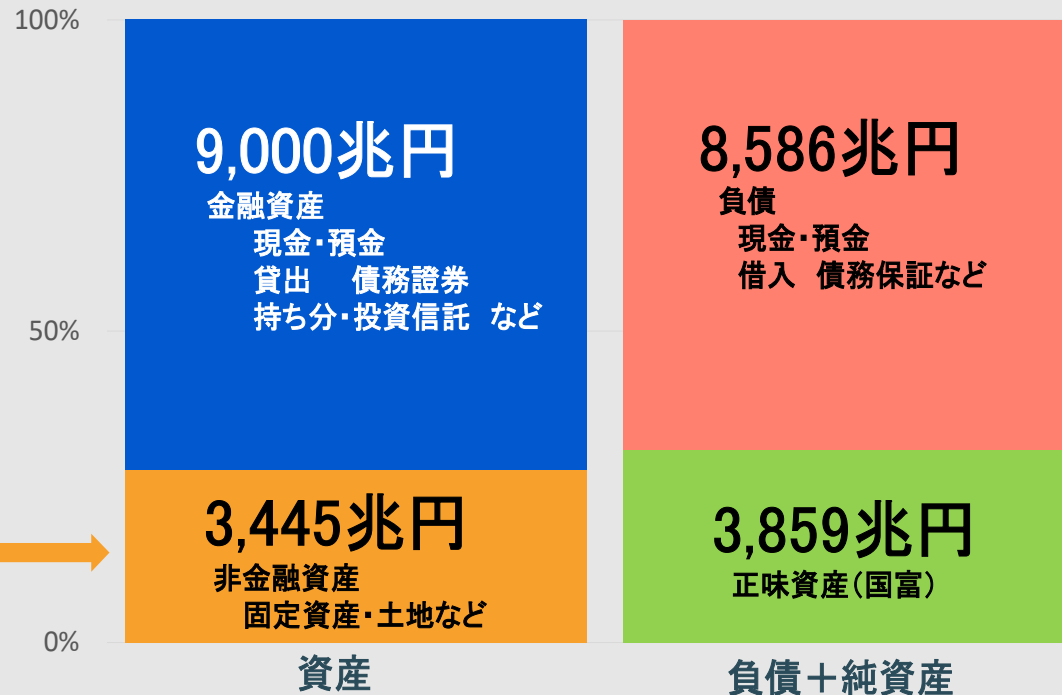 100%
50%
0%
9,000兆円
金融資産
現金・預金
貸出 債務證券
持ち分・投資信託 など
3,445兆円
非金融資産
固定資産・土地など
資産
8,586兆円
負債
現金・預金
借入 債務保証など
3,859兆円
正味資産(国富)
負債＋純資産